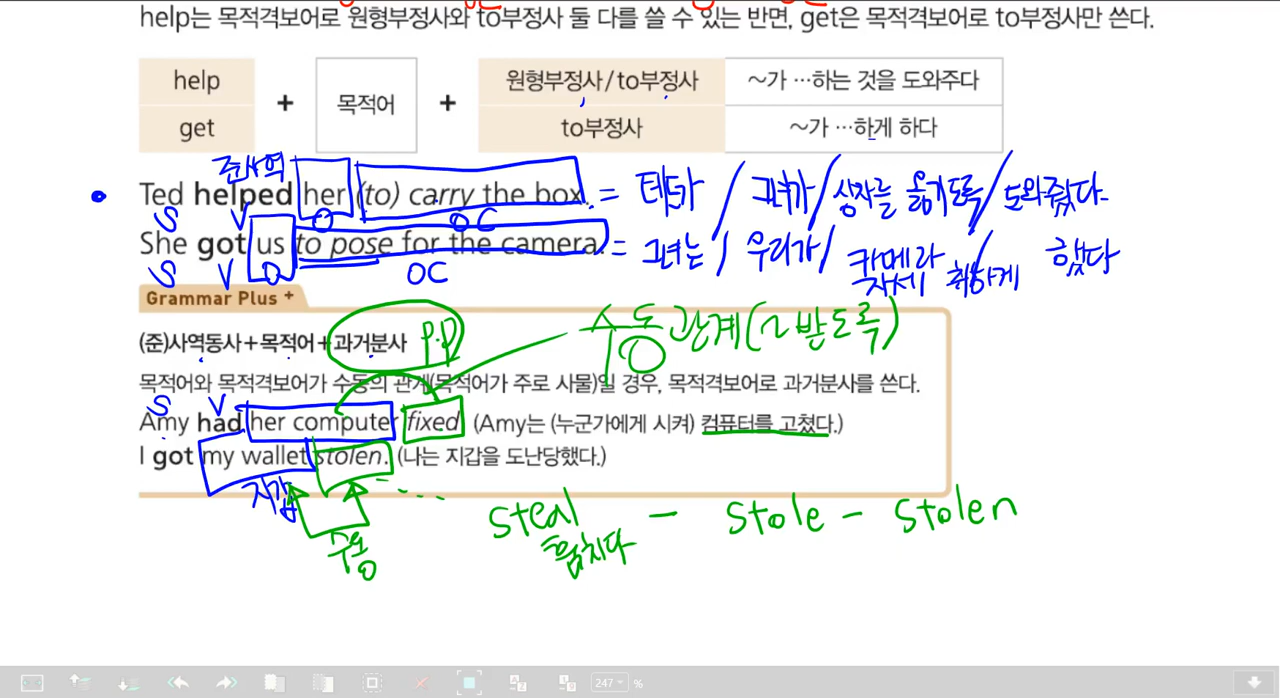 help는 목적격보어로 원형부정사와 to부정사 둘 다를 쓸 수 있는 반면, get은 목적격보어로 to부정사만 쓴다.
help + 목적어 + 원형부정사/to부정사 ~가 …하는 것을 도와주다
get to부정사 ~가 …하게 하다
준사역
Ted helped her (to) carry the box. = 테드가 / 그녀가 / 상자를 옮기도록 / 도와줬다.
S V O OC
She got us to pose for the camera. = 그녀는 / 우리가 / 카메라 자세 / 취하게 했다
S V O OC
Grammar Plus +
(준)사역동사+목적어+과거분사 p.p 수동 관계(~받도록)
목적어와 목적격보어가 수동의 관계(목적어가 주로 사물)일 경우, 목적격보어로 과거분사를 쓴다.
S V
Amy had her computer fixed. (Amy는 (누군가에게 시켜) 컴퓨터를 고쳤다.)
I got my wallet stolen. (나는 지갑을 도난당했다.)
지갑
steal - stole - stolen
수동 훔치다
247 %